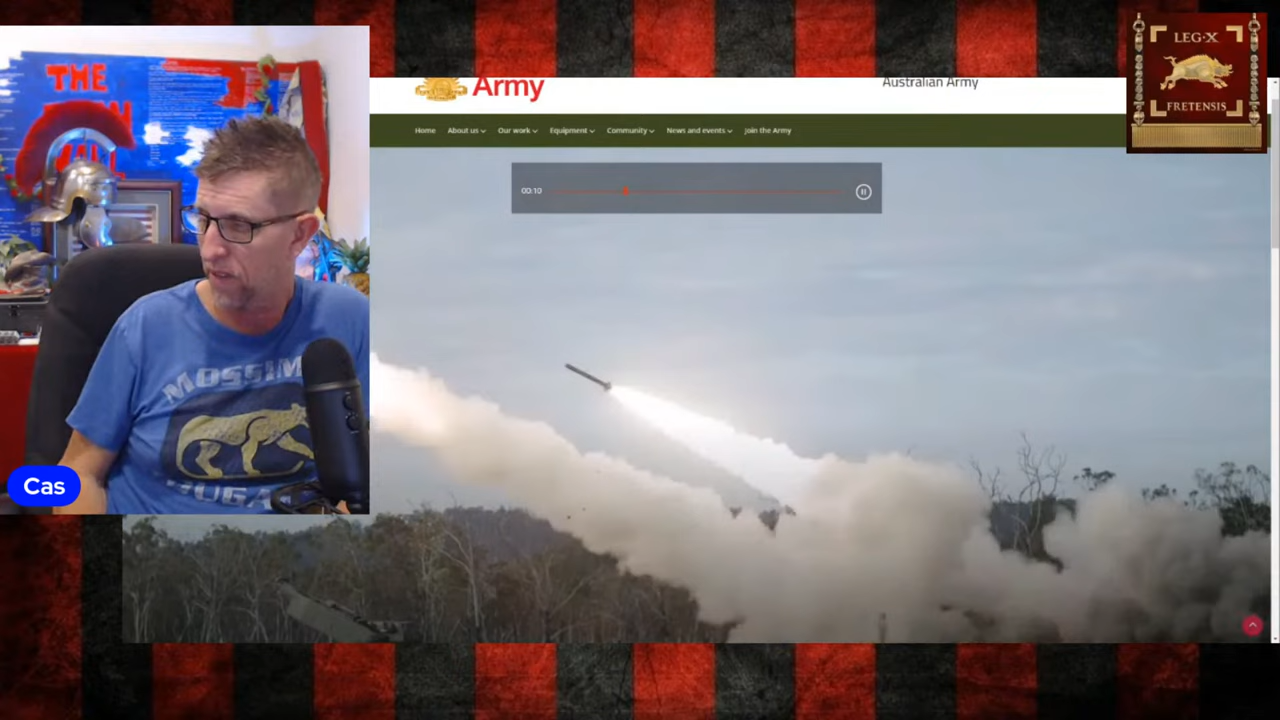 THE
LEG·X
FRETENSIS
Army
Australian Army
Home About us Our work Equipment Community News and events Join the Army
00:10
MOSSIM
Cas